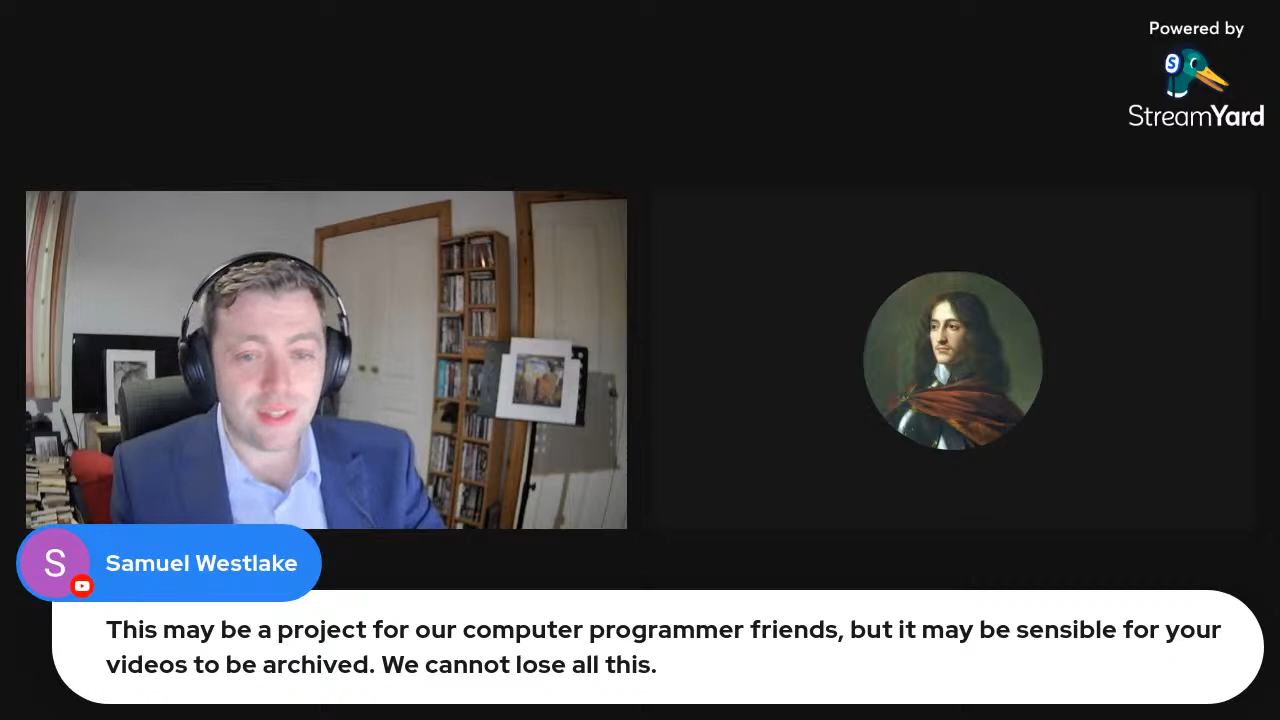 Powered by
StreamYard
S
Samuel Westlake
This may be a project for our computer programmer friends, but it may be sensible for your
videos to be archived. We cannot lose all this.